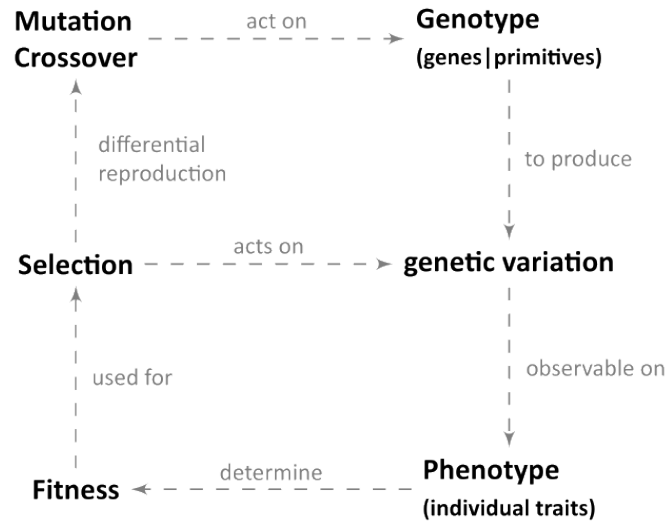 Mutation
Crossover
act on
Genotype
(genes|primitives)
differential
reproduction
to produce
Selection
acts on
genetic variation
used for
observable on
Fitness
determine
Phenotype
(individual traits)